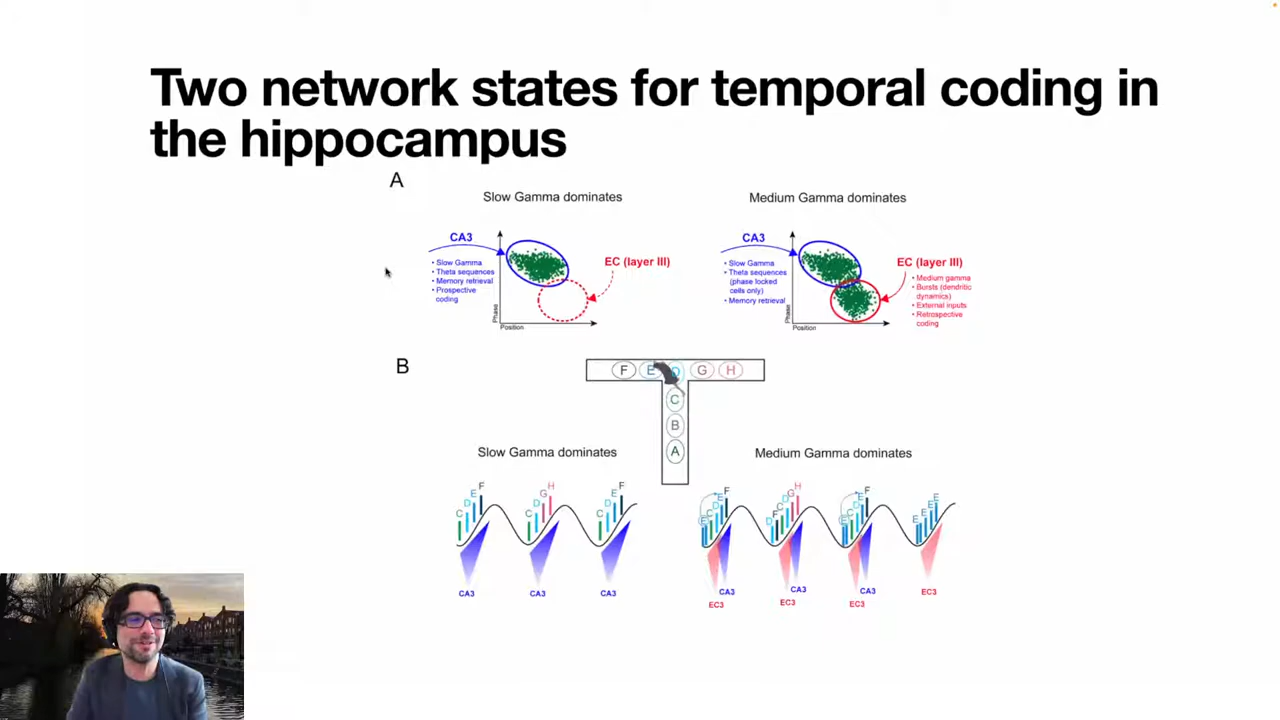 Two network states for temporal coding in
the hippocampus
A
Slow Gamma dominates
Medium Gamma dominates
CA3
• Slow Gamma
• Theta sequences
• Memory retrieval
• Prospective
coding
EC (layer III)
Phase
Position
CA3
• Slow Gamma
• Theta sequences
(phase locked
cells only)
• Memory retrieval
EC (layer III)
• Medium gamma
• Bursts (dendritic
dynamics)
• External inputs
• Retrospective
coding
Phase
Position
B
F E D G H
C
B
A
Slow Gamma dominates
Medium Gamma dominates
C D E F
C D G H
C D E F
E C D E F
D F C D G H
E C D E F
E E E
CA3
CA3
CA3
EC3 CA3
EC3 CA3
EC3 CA3
EC3